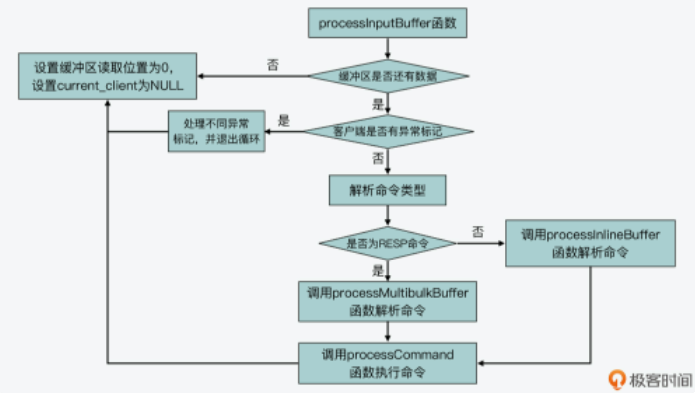 processInputBuffer函数
设置缓冲区读取位置为0，
设置current_client为NULL
否
缓冲区是否还有数据
是
处理不同异常
标记，并退出循环
是
客户端是否有异常标记
否
解析命令类型
是否为RESP命令
否
调用processInlineBuffer
函数解析命令
是
调用processMultibulkBuffer
函数解析命令
调用processCommand
函数执行命令
极客时间